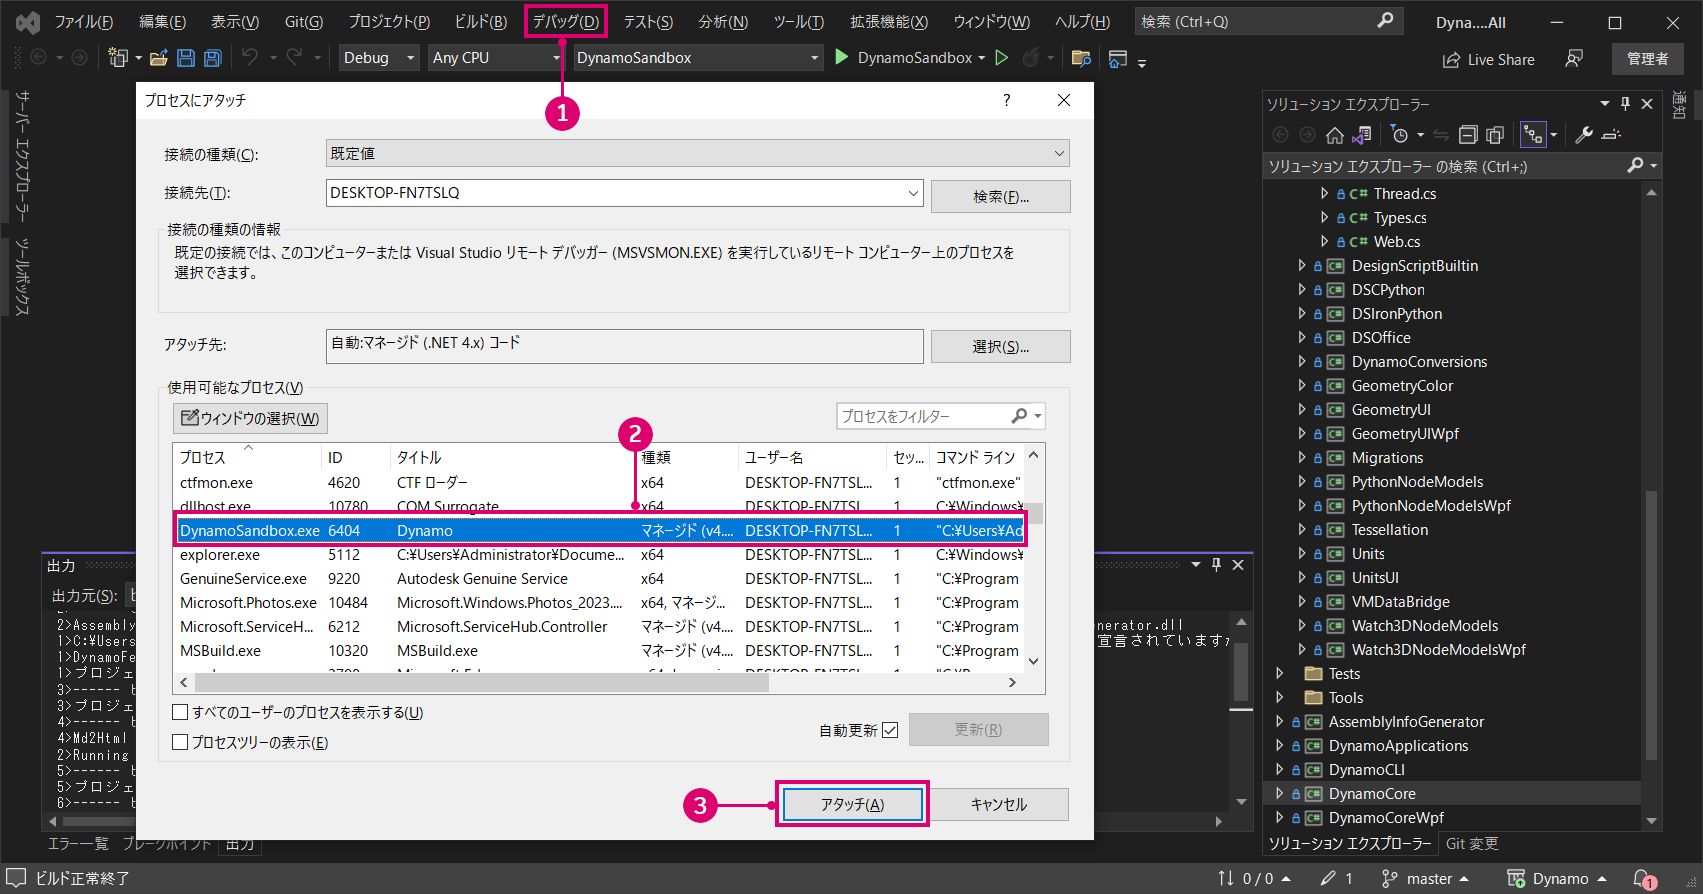 ファイル(F) 編集(E) 表示(V) Git(G) プロジェクト(P) ビルド(B) デバッグ(D) テスト(S) 分析(N) ツール(T) 拡張機能(X) ウィンドウ(W) ヘルプ(H) 検索 (Ctrl+Q) Dyna....All
Debug Any CPU DynamoSandbox DynamoSandbox Live Share 管理者
1
サーバー エクスプローラー
ツールボックス
プロセスにアタッチ ?
接続の種類(C): 既定値
接続先(T): DESKTOP-FN7TSLQ 検索(F)...
接続の種類の情報
既定の接続では、このコンピューターまたは Visual Studio リモート デバッガー (MSVSMON.EXE) を実行しているリモート コンピューター上のプロセスを
選択できます。
アタッチ先: 自動:マネージド (.NET 4.x) コード 選択(S)...
使用可能なプロセス(V)
ウィンドウの選択(W) プロセスをフィルター
2
プロセス ID タイトル 種類 ユーザー名 セッ... コマンド ライン
ctfmon.exe 4620 CTF ローダー x64 DESKTOP-FN7TSL... 1 "ctfmon.exe"
dllhost.exe 10780 COM Surrogate x64 DESKTOP-FN7TSL... 1 C:¥Windows¥
DynamoSandbox.exe 6404 Dynamo マネージド (v4.... DESKTOP-FN7TSL... 1 "C:¥Users¥Ad
explorer.exe 5112 C:¥Users¥Administrator¥Docume... x64 DESKTOP-FN7TSL... 1 C:¥Windows¥
GenuineService.exe 9220 Autodesk Genuine Service x64 DESKTOP-FN7TSL... 1 "C:¥Program
Microsoft.Photos.exe 10484 Microsoft.Windows.Photos_2023.... x64, マネージ... DESKTOP-FN7TSL... 1 "C:¥Program
Microsoft.ServiceH... 6212 Microsoft.ServiceHub.Controller マネージド (v4.... DESKTOP-FN7TSL... 1 "C:¥Program
MSBuild.exe 10320 MSBuild.exe マネージド (v4.... DESKTOP-FN7TSL... 1 "C:¥Program
すべてのユーザーのプロセスを表示する(U)
プロセスツリーの表示(E)
自動更新 更新(R)
3 アタッチ(A) キャンセル
出力
出力元(S):
2>Assembly
1>C:¥Users
1>DynamoFe
1>プロジェ
3>------ ビ
3>プロジェ
4>------ ビ
4>Md2Html
2>Running
5>------ ビ
5>プロジェ
6>------ ビ
enerator.dll
宣言されていますか
エラー一覧 ブレークポイント 出力
ソリューション エクスプローラー
通知
ソリューション エクスプローラー の検索 (Ctrl+;)
C# Thread.cs
C# Types.cs
C# Web.cs
C# DesignScriptBuiltin
C# DSCPython
C# DSIronPython
C# DSOffice
C# DynamoConversions
C# GeometryColor
C# GeometryUI
C# GeometryUIWpf
C# Migrations
C# PythonNodeModels
C# PythonNodeModelsWpf
C# Tessellation
C# Units
C# UnitsUI
C# VMDataBridge
C# Watch3DNodeModels
C# Watch3DNodeModelsWpf
Tests
Tools
C# AssemblyInfoGenerator
C# DynamoApplications
C# DynamoCLI
C# DynamoCore
C# DynamoCoreWpf
ソリューション エクスプローラー Git 変更
ビルド正常終了 0 / 0 1 master Dynamo 1